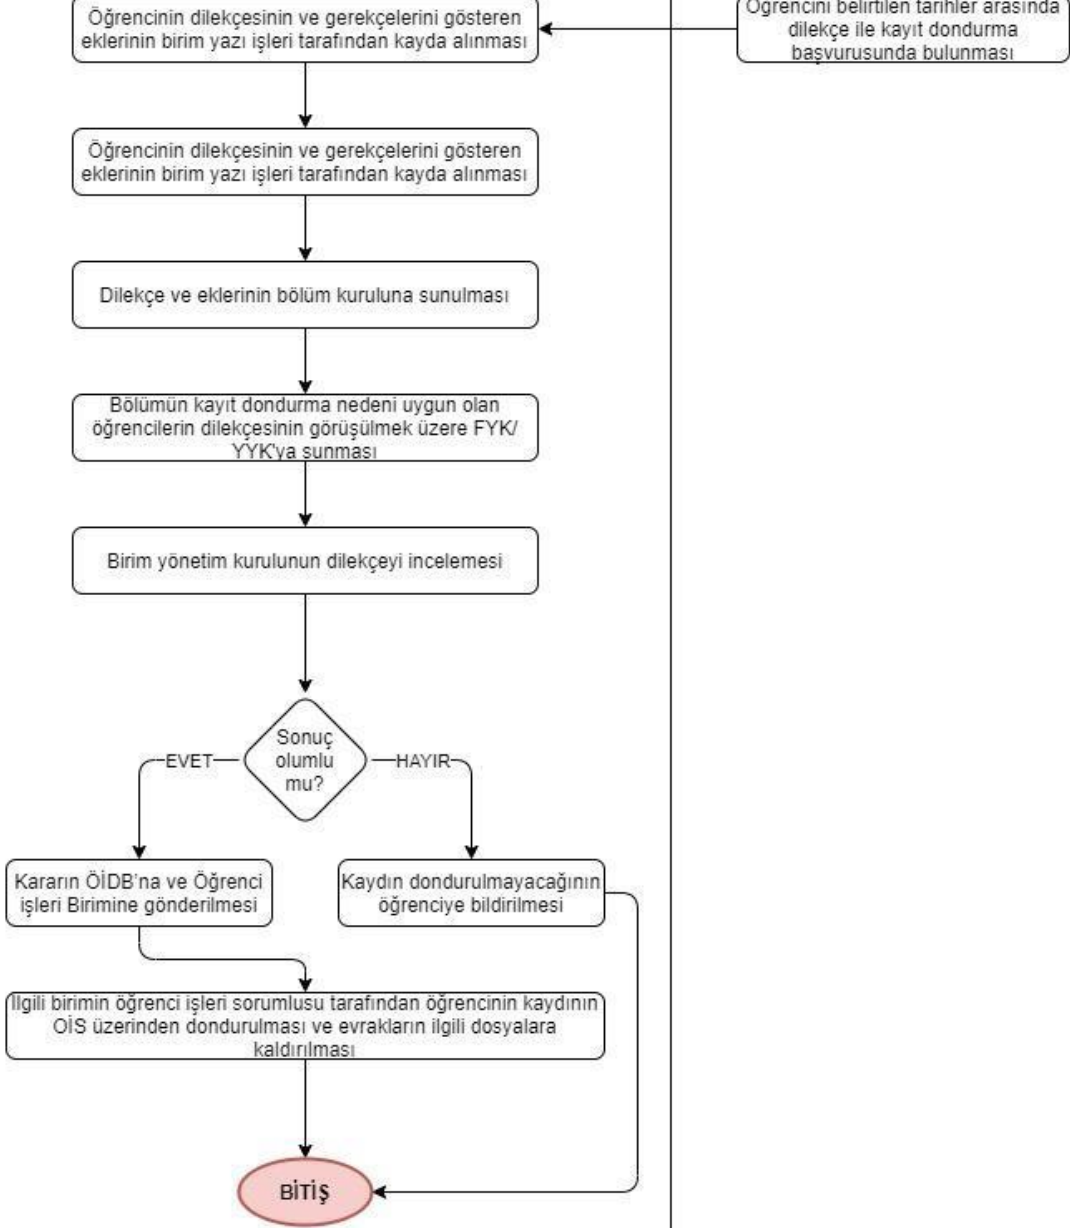 Öğrencinin dilekçesinin ve gerekçelerini gösteren
eklerinin birim yazı işleri tarafından kayda alınması
Öğrencini belirtilen tarihler arasında
dilekçe ile kayıt dondurma
başvurusunda bulunması
Öğrencinin dilekçesinin ve gerekçelerini gösteren
eklerinin birim yazı işleri tarafından kayda alınması
Dilekçe ve eklerinin bölüm kuruluna sunulması
Bölümün kayıt dondurma nedeni uygun olan
öğrencilerin dilekçesinin görüşülmek üzere FYK/
YYK'ya sunması
Birim yönetim kurulunun dilekçeyi incelemesi
Sonuç
olumlu
mu?
EVET
HAYIR
Kararın ÖİDB'na ve Öğrenci
işleri Birimine gönderilmesi
Kaydın dondurulmayacağının
öğrenciye bildirilmesi
İlgili birimin öğrenci işleri sorumlusu tarafından öğrencinin kaydının
OİS üzerinden dondurulması ve evrakların ilgili dosyalara
kaldırılması
BİTİŞ